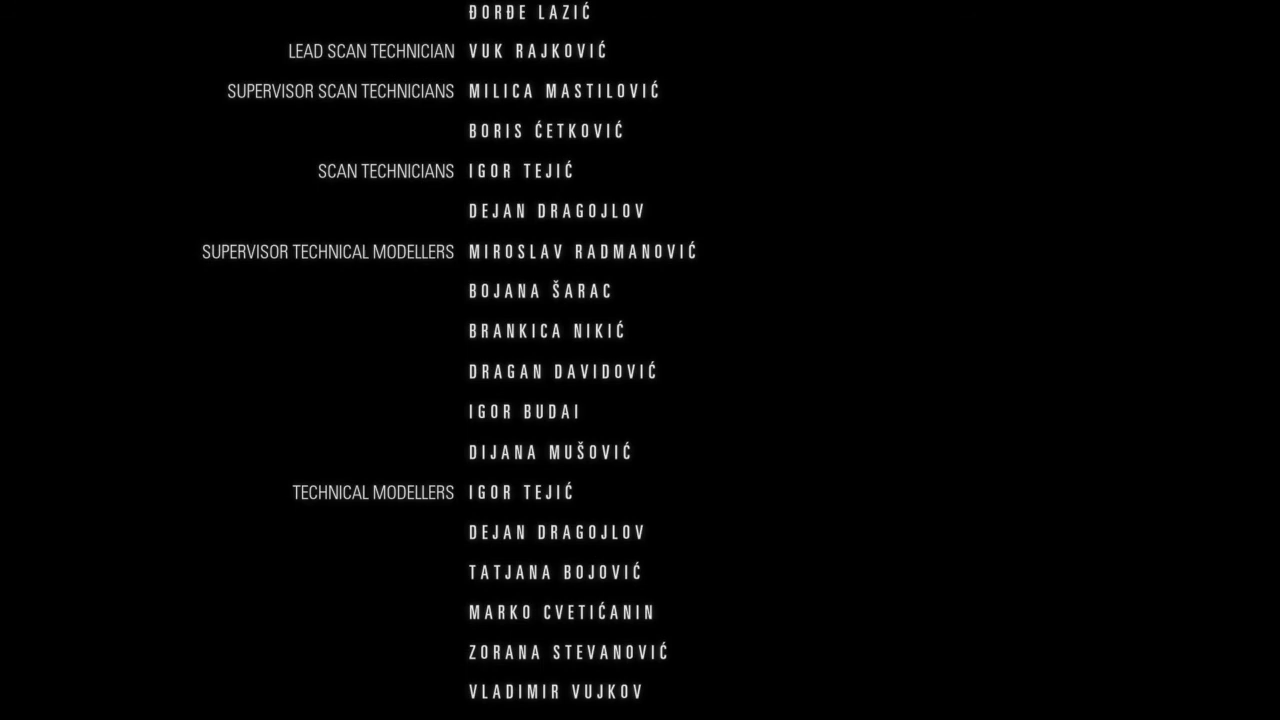 ĐORĐE LAZIĆ
LEAD SCAN TECHNICIAN VUK RAJKOVIĆ
SUPERVISOR SCAN TECHNICIANS MILICA MASTILOVIĆ
BORIS ĆETKOVIĆ
SCAN TECHNICIANS IGOR TEJIĆ
DEJAN DRAGOJLOV
SUPERVISOR TECHNICAL MODELLERS MIROSLAV RADMANOVIĆ
BOJANA ŠARAC
BRANKICA NIKIĆ
DRAGAN DAVIDOVIĆ
IGOR BUDAI
DIJANA MUŠOVIĆ
TECHNICAL MODELLERS IGOR TEJIĆ
DEJAN DRAGOJLOV
TATJANA BOJOVIĆ
MARKO CVETIĆANIN
ZORANA STEVANOVIĆ
VLADIMIR VUJKOV